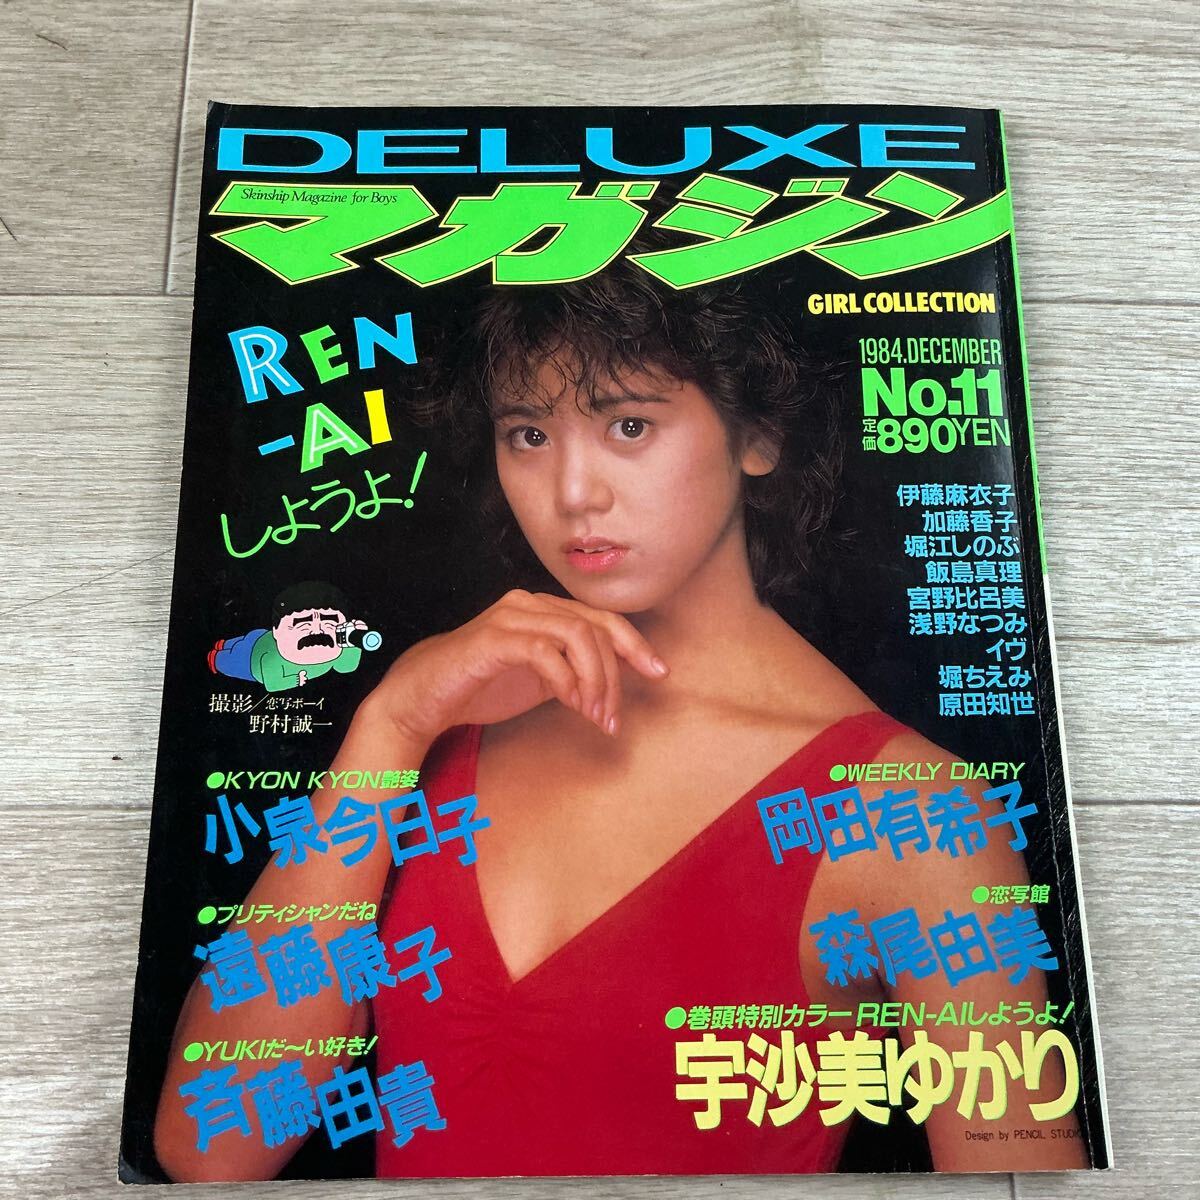 DELUXE
マガジン
Skinship Magazine for Boys
GIRL COLLECTION
1984.DECEMBER
No.11
定価890YEN
REN
-AI
しようよ!
伊藤麻衣子
加藤香子
堀江しのぶ
飯島真理
宮野比呂美
浅野なつみ
イヴ
堀ちえみ
原田知世
撮影/恋写ボーイ
野村誠一
●KYON KYON艶姿
小泉今日子
●プリティシャンだね
遠藤康子
●YUKIだ〜い好き!
斉藤由貴
●WEEKLY DIARY
岡田有希子
●恋写館
森尾由美
●巻頭特別カラーREN-AIしようよ!
宇沙美ゆかり
Design by PENCIL STUDIO